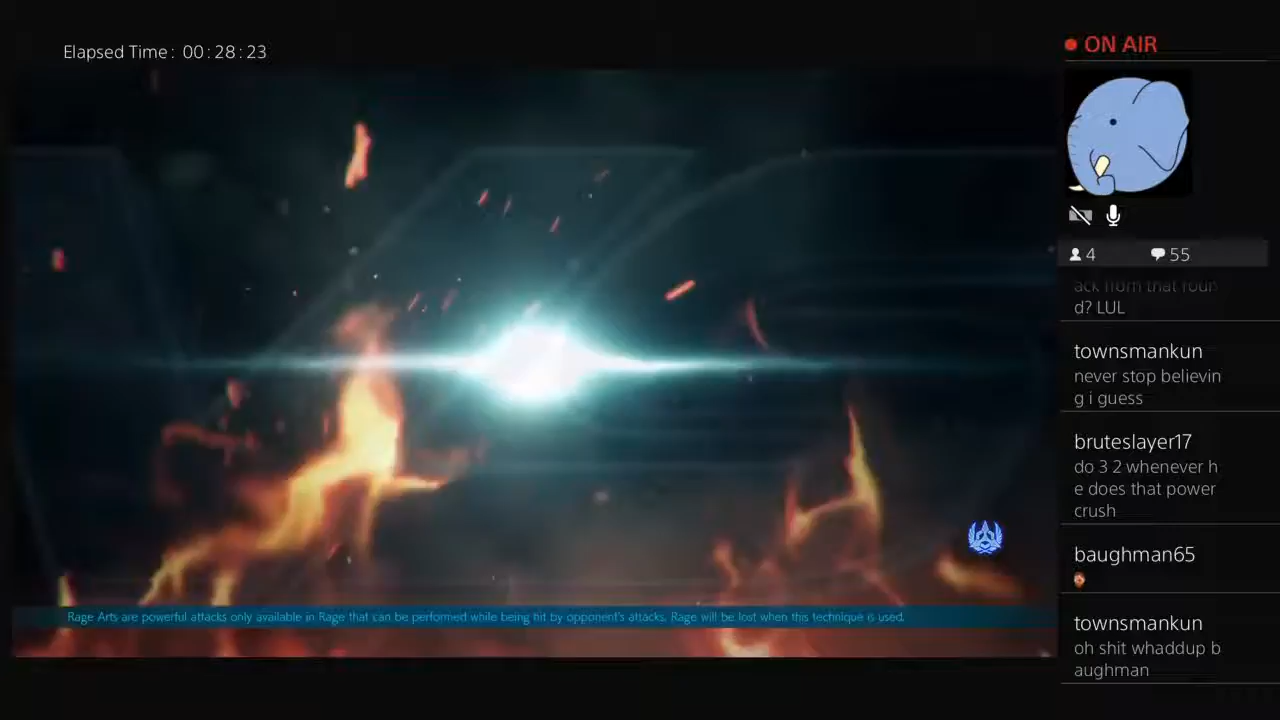 Elapsed Time: 00:28:23
ON AIR
4
55
ack from that roun
d? LUL
townsmankun
never stop believin
g i guess
bruteslayer17
do 3 2 whenever h
e does that power
crush
baughman65
townsmankun
oh shit whaddup b
aughman
Rage Arts are powerful attacks only available in Rage that can be performed while being hit by opponent's attacks. Rage will be lost when this technique is used.